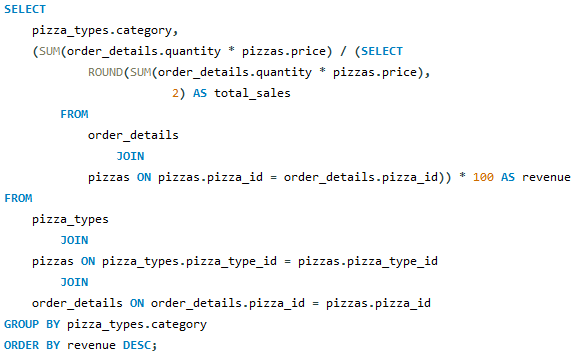 SELECT
    pizza_types.category,
    (SUM(order_details.quantity * pizzas.price) / (SELECT
            ROUND(SUM(order_details.quantity * pizzas.price),
                        2) AS total_sales
        FROM
            order_details
                JOIN
            pizzas ON pizzas.pizza_id = order_details.pizza_id)) * 100 AS revenue
FROM
    pizza_types
        JOIN
    pizzas ON pizza_types.pizza_type_id = pizzas.pizza_type_id
        JOIN
    order_details ON order_details.pizza_id = pizzas.pizza_id
GROUP BY pizza_types.category
ORDER BY revenue DESC;